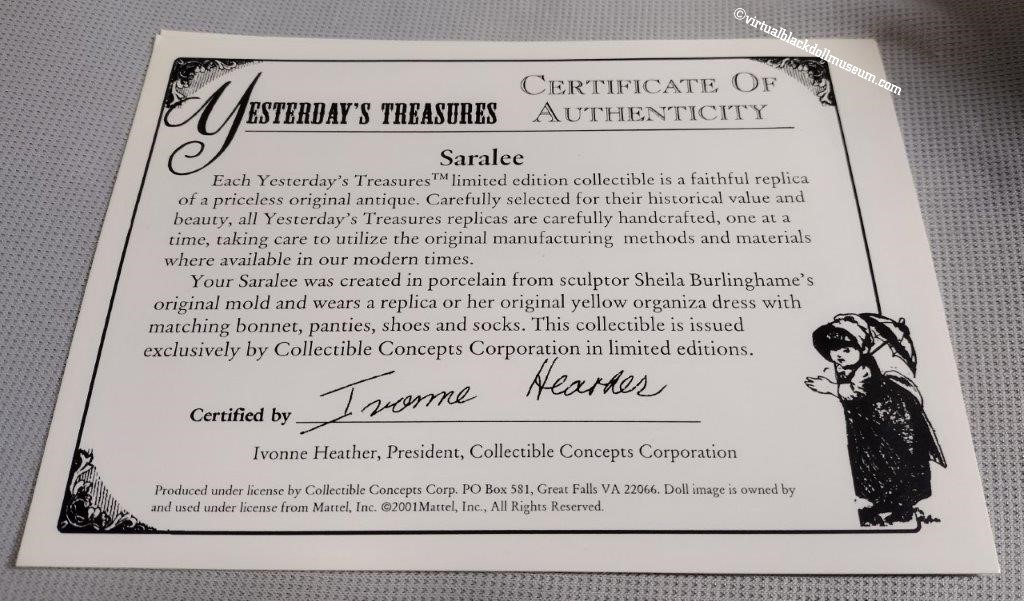 ©virtualblackdollmuseum.com
YESTERDAY'S TREASURES
CERTIFICATE OF
AUTHENTICITY
Saralee
Each Yesterday's Treasures™ limited edition collectible is a faithful replica
of a priceless original antique. Carefully selected for their historical value and
beauty, all Yesterday's Treasures replicas are carefully handcrafted, one at a
time, taking care to utilize the original manufacturing methods and materials
where available in our modern times.
Your Saralee was created in porcelain from sculptor Sheila Burlinghame's
original mold and wears a replica or her original yellow organiza dress with
matching bonnet, panties, shoes and socks. This collectible is issued
exclusively by Collectible Concepts Corporation in limited editions.
Certified by Ivonne Heather
Ivonne Heather, President, Collectible Concepts Corporation
Produced under license by Collectible Concepts Corp. PO Box 581, Great Falls VA 22066. Doll image is owned by
and used under license from Mattel, Inc. ©2001Mattel, Inc., All Rights Reserved.